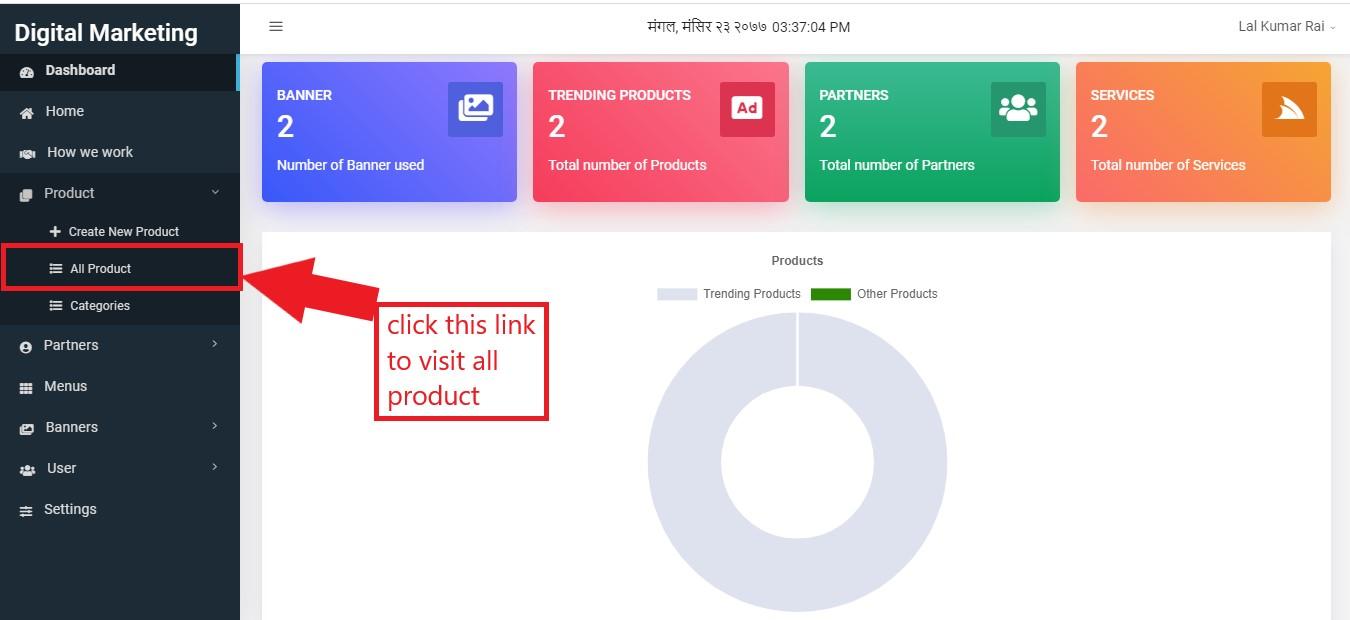 Digital Marketing
Dashboard
Home
How we work
Product
Create New Product
All Product
Categories
Partners
Menus
Banners
User
Settings
मंगल, मंसिर २३ २०७७ 03:37:04 PM
Lal Kumar Rai
BANNER
2
Number of Banner used
TRENDING PRODUCTS
2
Total number of Products
Ad
PARTNERS
2
Total number of Partners
SERVICES
2
Total number of Services
Products
Trending Products
Other Products
click this link
to visit all
product